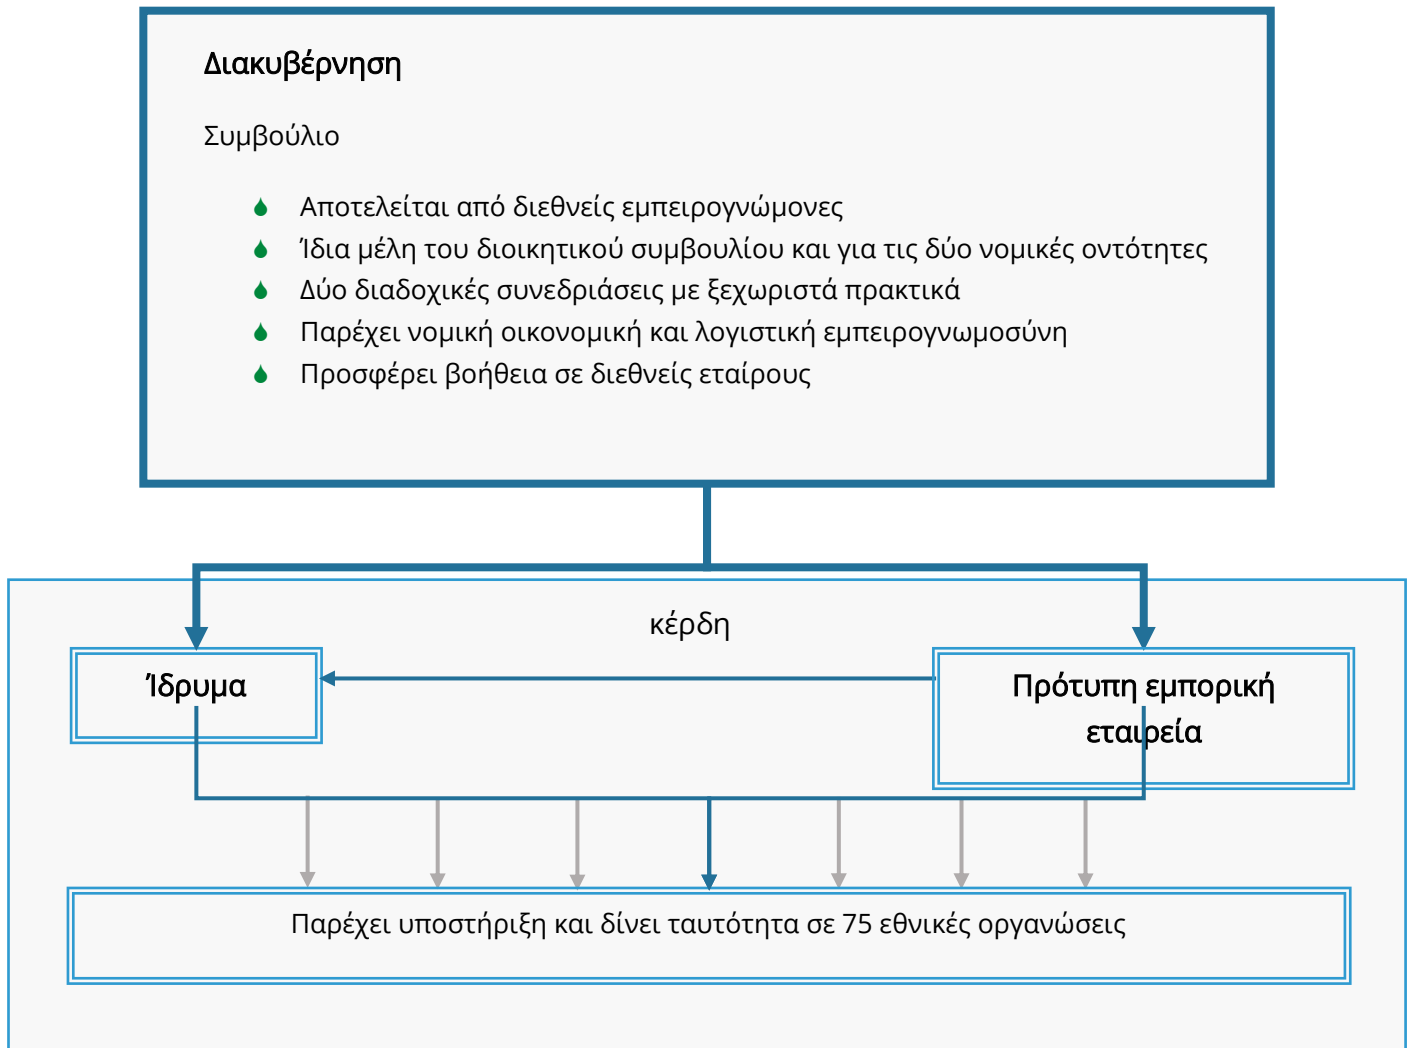 Διακυβέρνηση
Συμβούλιο
Αποτελείται από διεθνείς εμπειρογνώμονες
Ίδια μέλη του διοικητικού συμβουλίου και για τις δύο νομικές οντότητες
Δύο διαδοχικές συνεδριάσεις με ξεχωριστά πρακτικά
Παρέχει νομική οικονομική και λογιστική εμπειρογνωμοσύνη
Προσφέρει βοήθεια σε διεθνείς εταίρους
κέρδη
Ίδρυμα
Πρότυπη εμπορική
εταιρεία
Παρέχει υποστήριξη και δίνει ταυτότητα σε 75 εθνικές οργανώσεις